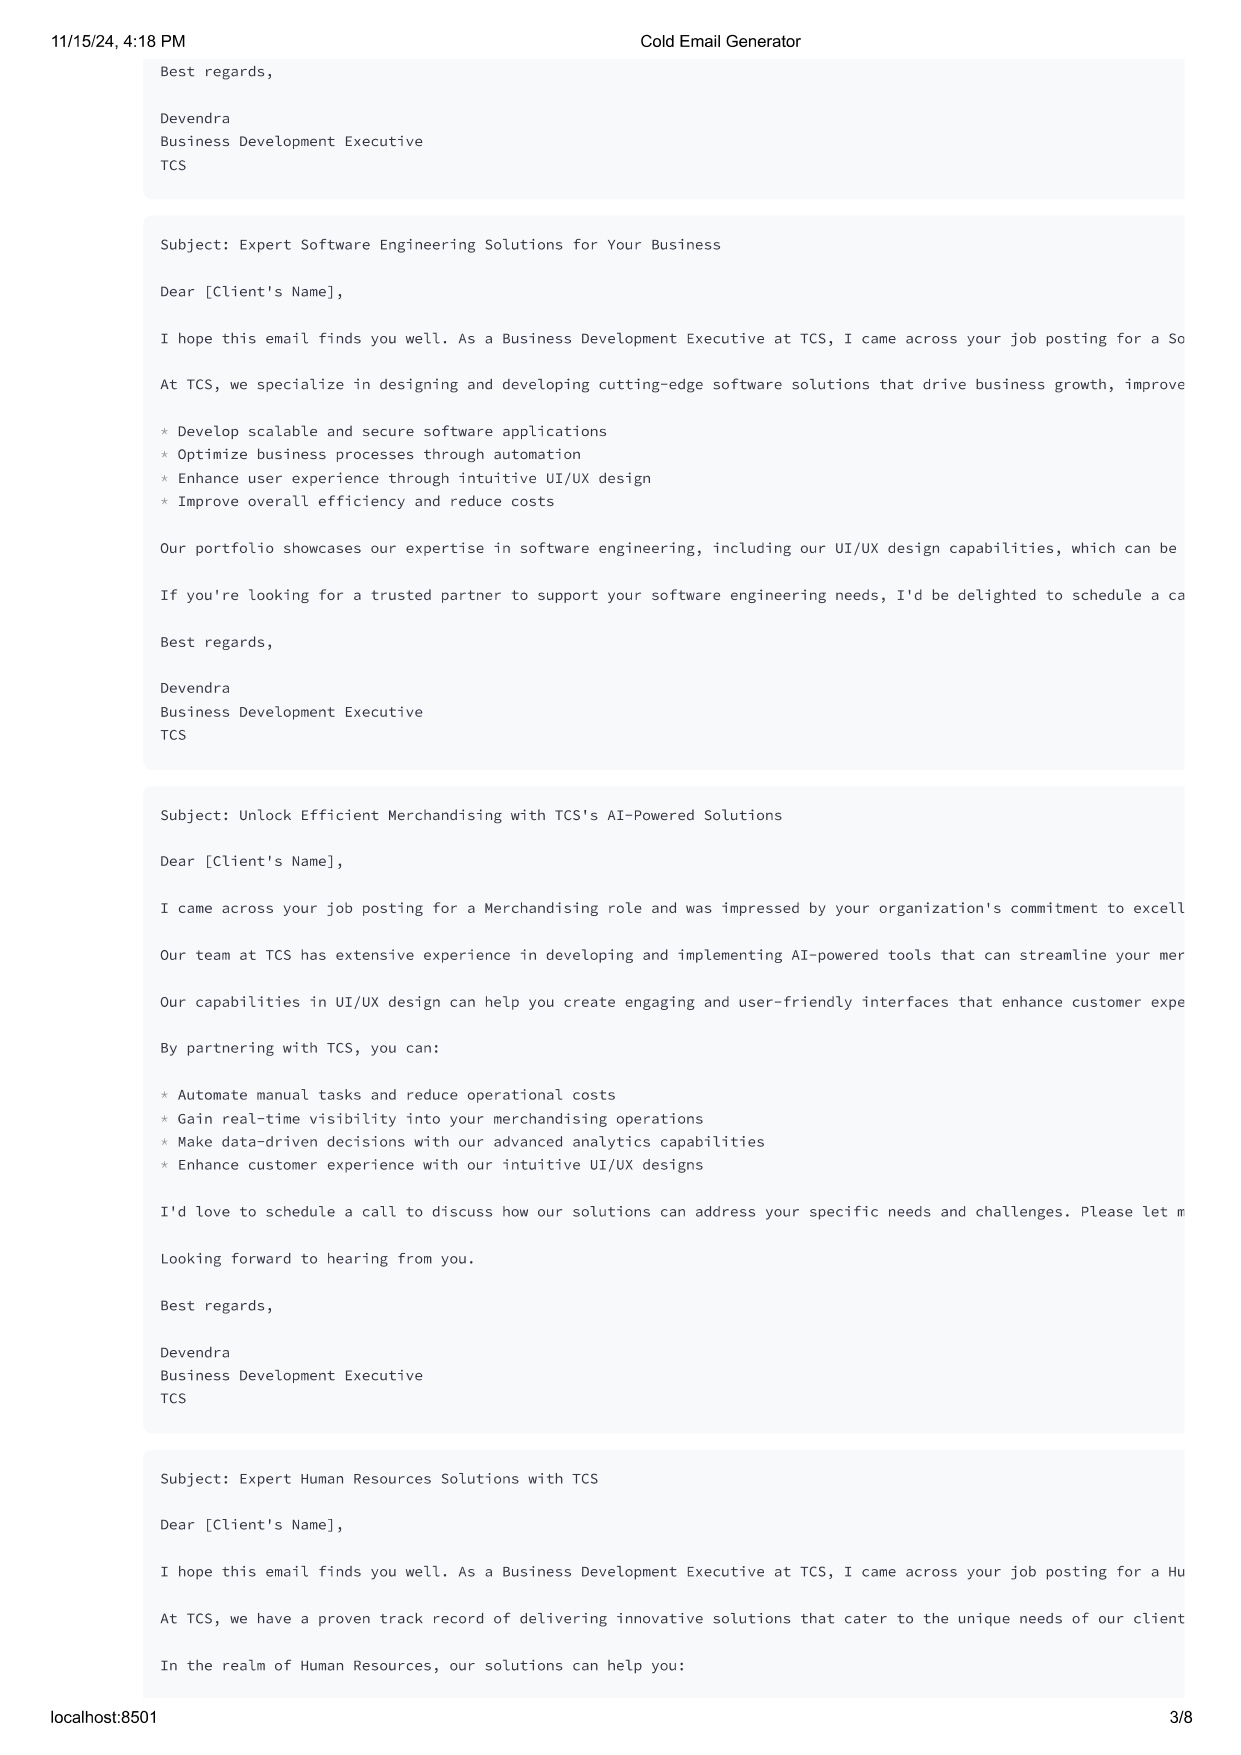 11/15/24, 4:18 PM
Cold Email Generator
Best regards,
Devendra
Business Development Executive
TCS
Subject: Expert Software Engineering Solutions for Your Business
Dear [Client's Name],
I hope this email finds you well. As a Business Development Executive at TCS, I came across your job posting for a So
At TCS, we specialize in designing and developing cutting-edge software solutions that drive business growth, improve
* Develop scalable and secure software applications
* Optimize business processes through automation
* Enhance user experience through intuitive UI/UX design
* Improve overall efficiency and reduce costs
Our portfolio showcases our expertise in software engineering, including our UI/UX design capabilities, which can be
If you're looking for a trusted partner to support your software engineering needs, I'd be delighted to schedule a ca
Best regards,
Devendra
Business Development Executive
TCS
Subject: Unlock Efficient Merchandising with TCS's AI-Powered Solutions
Dear [Client's Name],
I came across your job posting for a Merchandising role and was impressed by your organization's commitment to excell
Our team at TCS has extensive experience in developing and implementing AI-powered tools that can streamline your mer
Our capabilities in UI/UX design can help you create engaging and user-friendly interfaces that enhance customer expe
By partnering with TCS, you can:
* Automate manual tasks and reduce operational costs
* Gain real-time visibility into your merchandising operations
* Make data-driven decisions with our advanced analytics capabilities
* Enhance customer experience with our intuitive UI/UX designs
I'd love to schedule a call to discuss how our solutions can address your specific needs and challenges. Please let m
Looking forward to hearing from you.
Best regards,
Devendra
Business Development Executive
TCS
Subject: Expert Human Resources Solutions with TCS
Dear [Client's Name],
I hope this email finds you well. As a Business Development Executive at TCS, I came across your job posting for a Hu
At TCS, we have a proven track record of delivering innovative solutions that cater to the unique needs of our client
In the realm of Human Resources, our solutions can help you:
localhost:8501
3/8